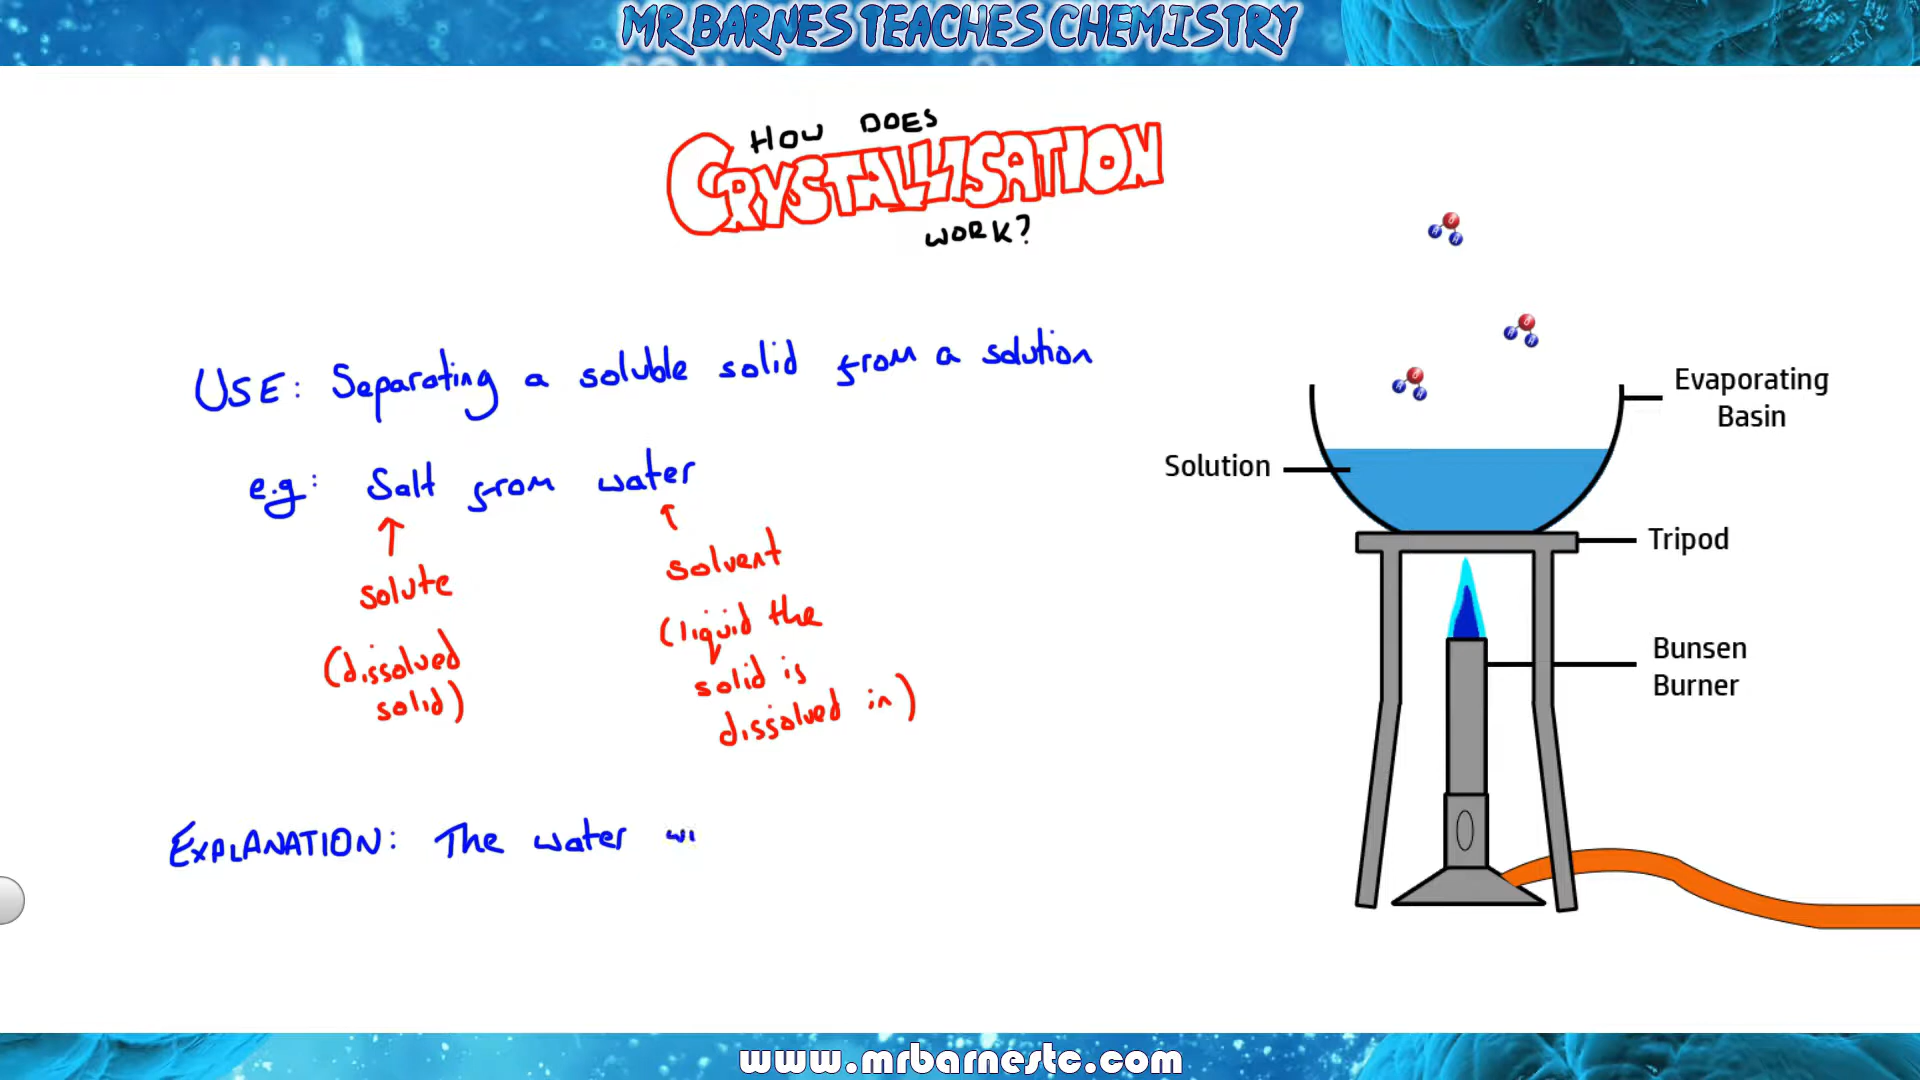 MR BARNES TEACHES CHEMISTRY
HOW DOES
CRYSTALLISATION
WORK?
USE: Separating a soluble solid from a solution
e.g: Salt from water
solute
(dissolved
solid)
solvent
(liquid the
solid is
dissolved in)
EXPLANATION: The water wi
Evaporating
Basin
Solution
Tripod
Bunsen
Burner
www.mrbarnestc.com